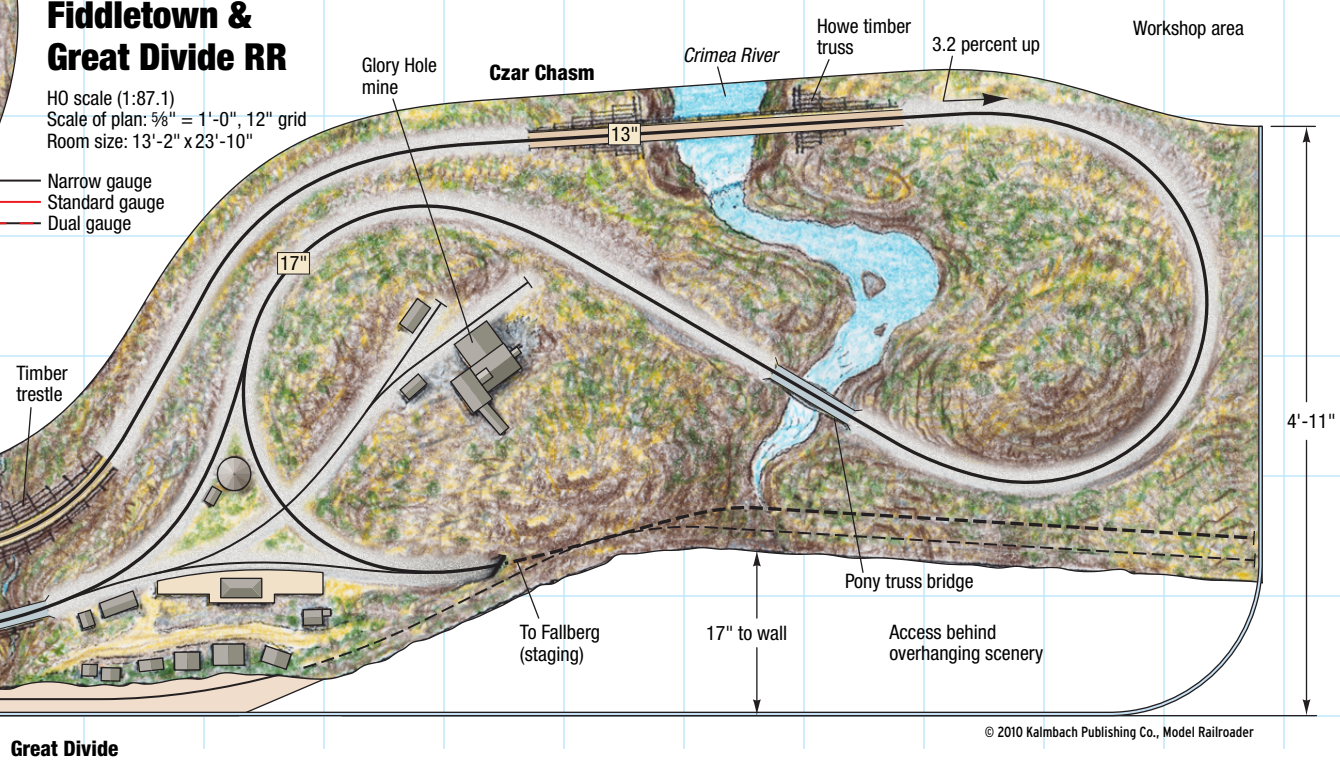 Fiddletown &
Great Divide RR
HO scale (1:87.1)
Scale of plan: ⅝" = 1'-0", 12" grid
Room size: 13'-2" x 23'-10"
Narrow gauge
Standard gauge
Dual gauge
Glory Hole
mine
Czar Chasm
Crimea River
Howe timber
truss
3.2 percent up
Workshop area
13"
17"
Timber
trestle
4'-11"
Pony truss bridge
To Fallberg
(staging)
17" to wall
Access behind
overhanging scenery
© 2010 Kalmbach Publishing Co., Model Railroader
Great Divide